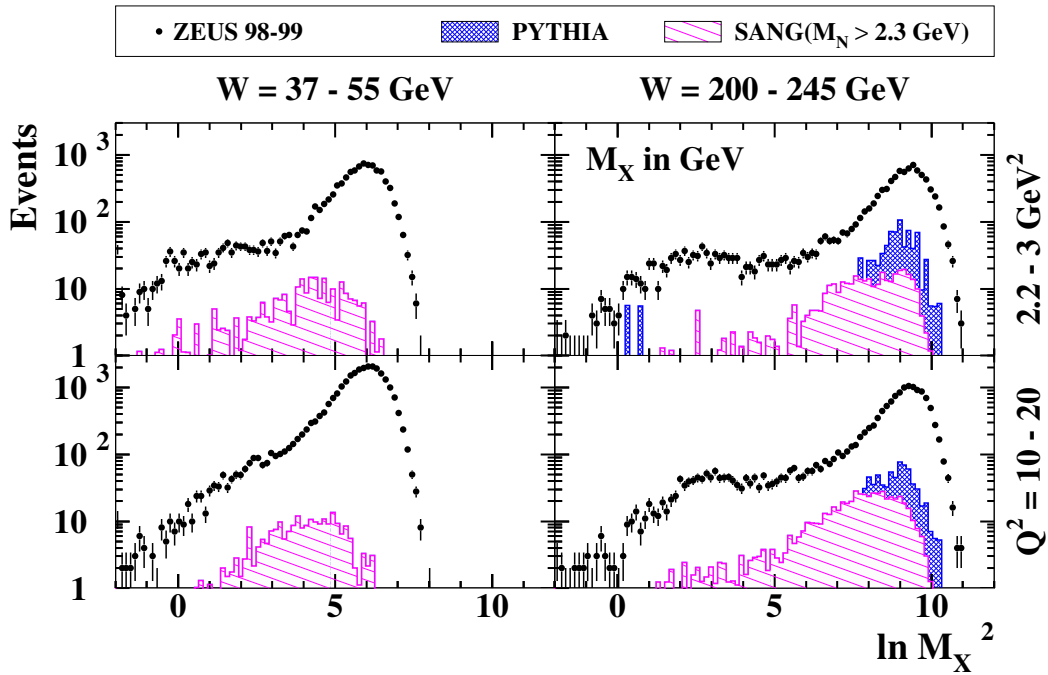 ZEUS 98-99 PYTHIA SANG(M_N > 2.3 GeV)
W = 37 - 55 GeV W = 200 - 245 GeV
Events
M_X in GeV
10^3
10^2
10
1
10^3
10^2
10
1
2.2 - 3 GeV^2
Q^2 = 10 - 20
0 5 10 0 5 10
ln M_X^2